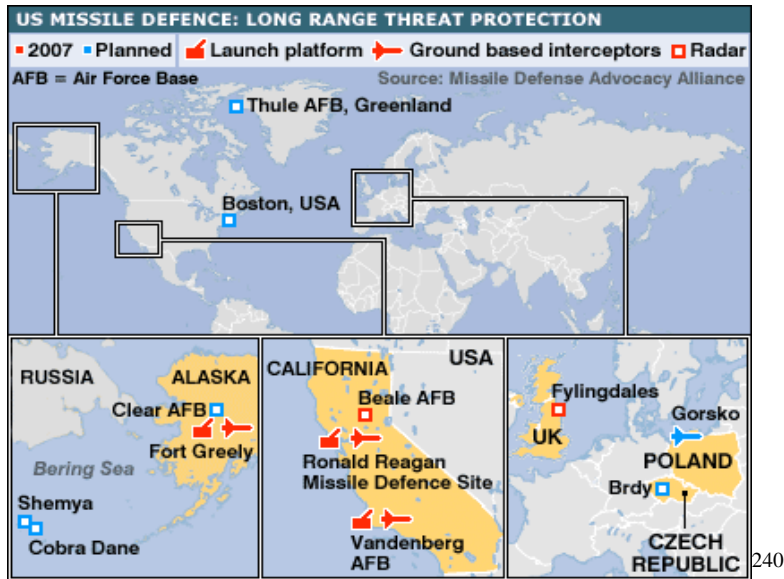 US MISSILE DEFENCE: LONG RANGE THREAT PROTECTION
2007 Planned Launch platform Ground based interceptors Radar
AFB = Air Force Base
Source: Missile Defense Advocacy Alliance
Thule AFB, Greenland
Boston, USA
RUSSIA
ALASKA
Clear AFB
Fort Greely
Bering Sea
Shemya
Cobra Dane
CALIFORNIA
USA
Beale AFB
Ronald Reagan
Missile Defence Site
Vandenberg
AFB
Fylingdales
UK
Gorsko
POLAND
Brdy
CZECH
REPUBLIC
240